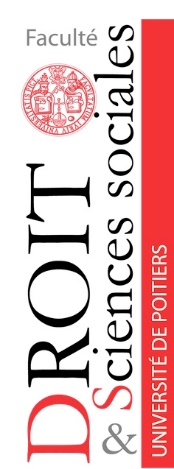 Faculté
DROIT
& Sciences sociales
UNIVERSITÉ DE POITIERS